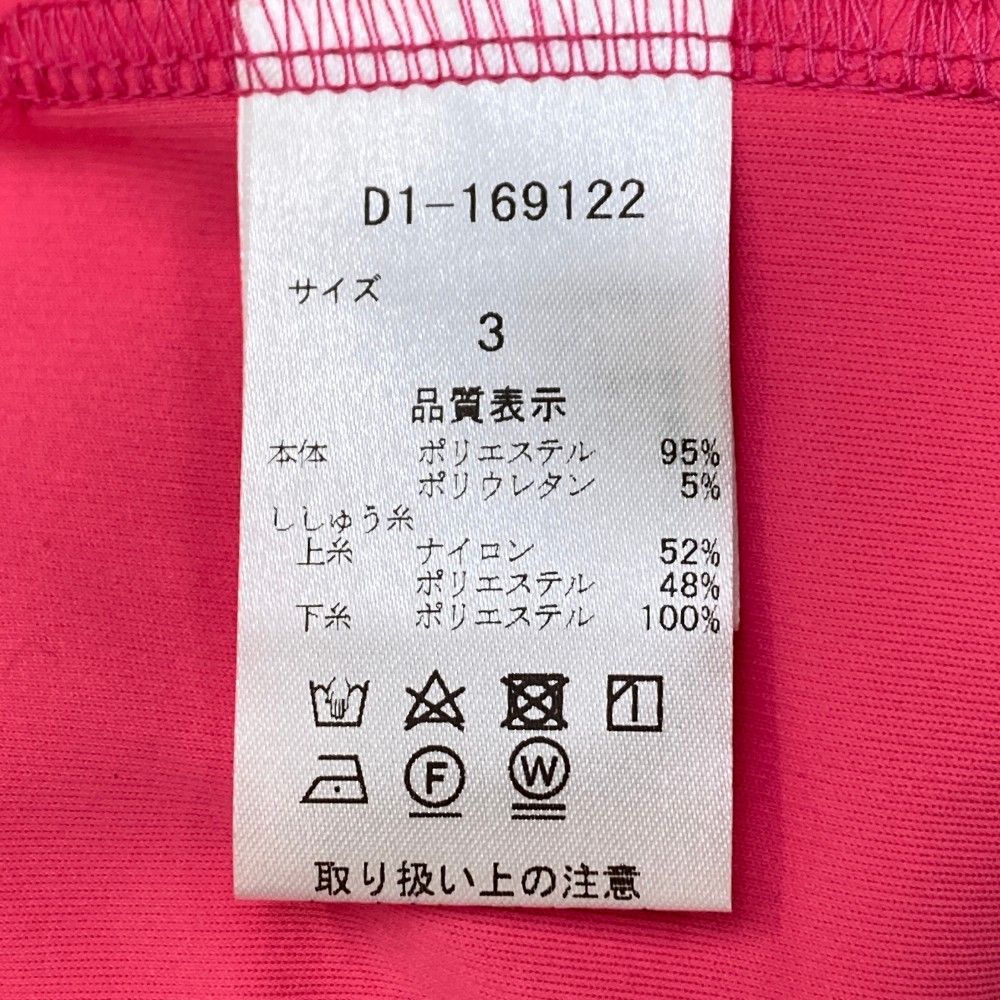 D1-169122
サイズ
3
品質表示
本体 ポリエステル 95%
ポリウレタン 5%
ししゅう糸
上糸 ナイロン 52%
ポリエステル 48%
下糸 ポリエステル 100%
F W
取り扱い上の注意